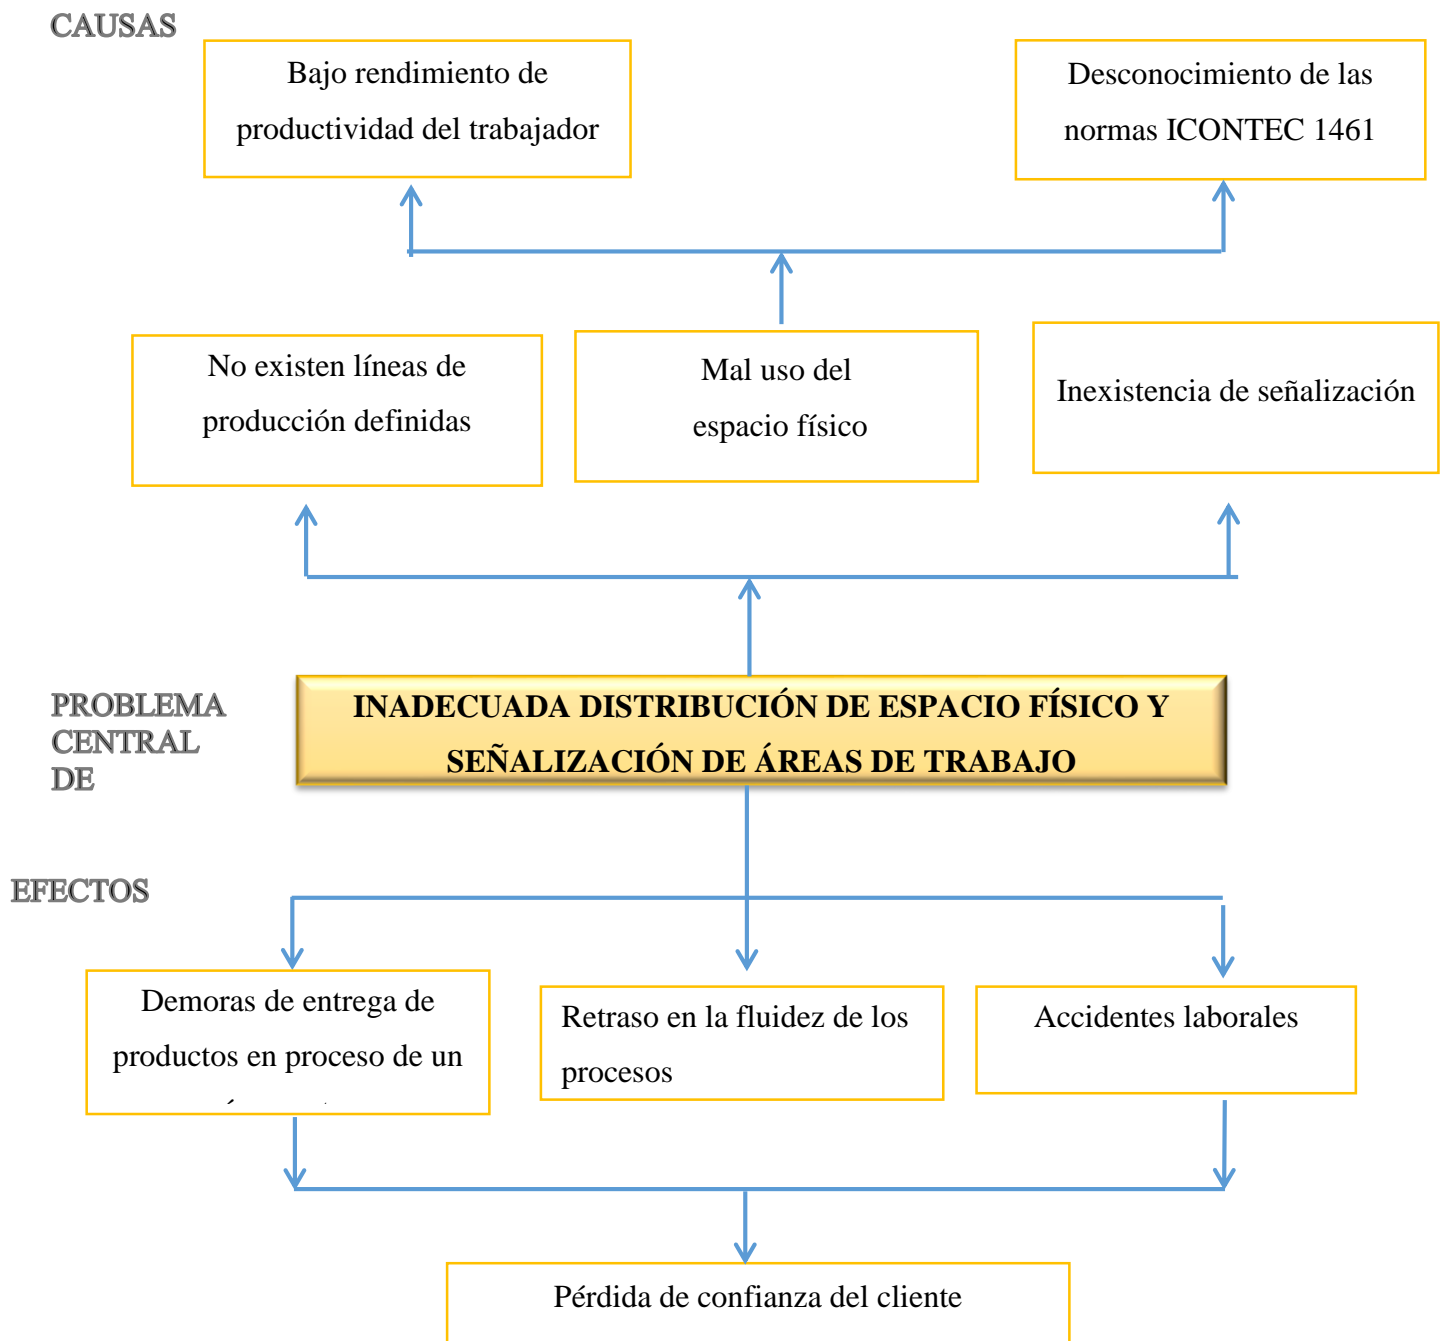 CAUSAS
Bajo rendimiento de
productividad del trabajador
Desconocimiento de las
normas ICONTEC 1461
No existen líneas de
producción definidas
Mal uso del
espacio físico
Inexistencia de señalización
PROBLEMA
CENTRAL
DE
INADECUADA DISTRIBUCIÓN DE ESPACIO FÍSICO Y
SEÑALIZACIÓN DE ÁREAS DE TRABAJO
EFECTOS
Demoras de entrega de
productos en proceso de un
Retraso en la fluidez de los
procesos
Accidentes laborales
Pérdida de confianza del cliente